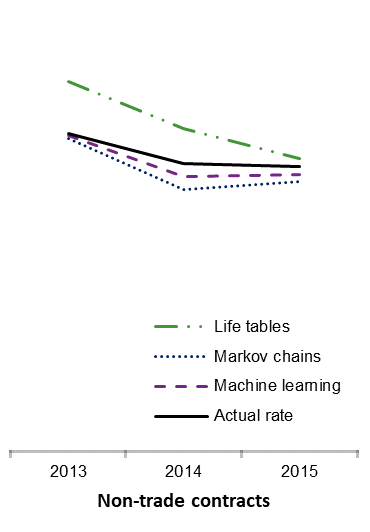 Life tables
Markov chains
Machine learning
Actual rate
2013 2014 2015
Non-trade contracts